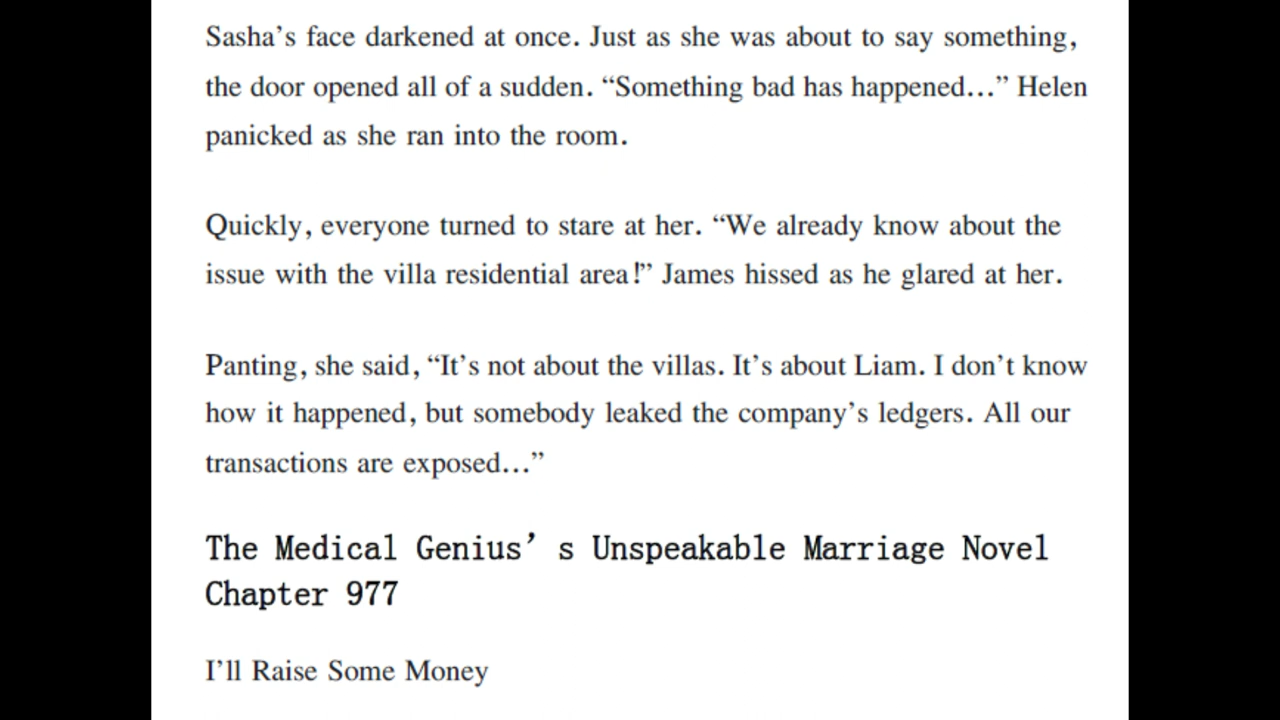 Sasha’s face darkened at once. Just as she was about to say something,
the door opened all of a sudden. “Something bad has happened…” Helen
panicked as she ran into the room.
Quickly, everyone turned to stare at her. “We already know about the
issue with the villa residential area!” James hissed as he glared at her.
Panting, she said, “It’s not about the villas. It’s about Liam. I don’t know
how it happened, but somebody leaked the company’s ledgers. All our
transactions are exposed…”
The Medical Genius’ s Unspeakable Marriage Novel
Chapter 977
I’ll Raise Some Money